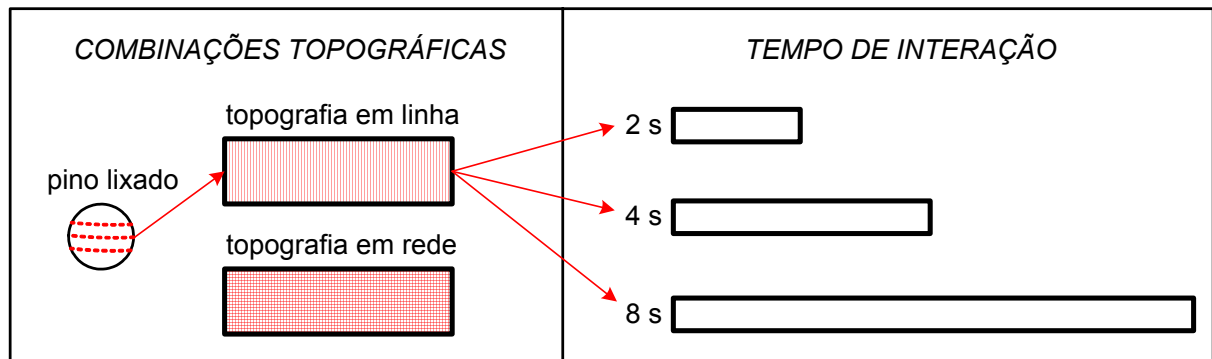 COMBINAÇÕES TOPOGRÁFICAS
topografia em linha
pino lixado
topografia em rede
TEMPO DE INTERAÇÃO
2 s
4 s
8 s